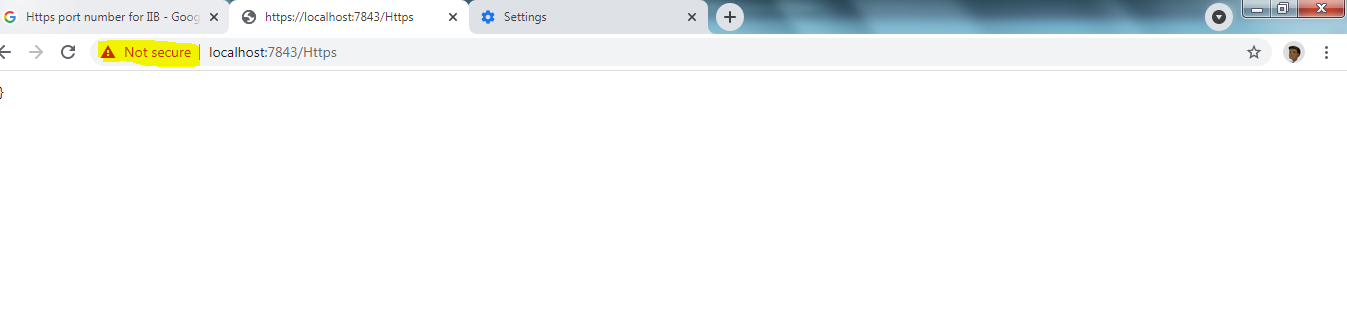 Https port number for IIB - Goog
https://localhost:7843/Https
Settings
Not secure | localhost:7843/Https
}